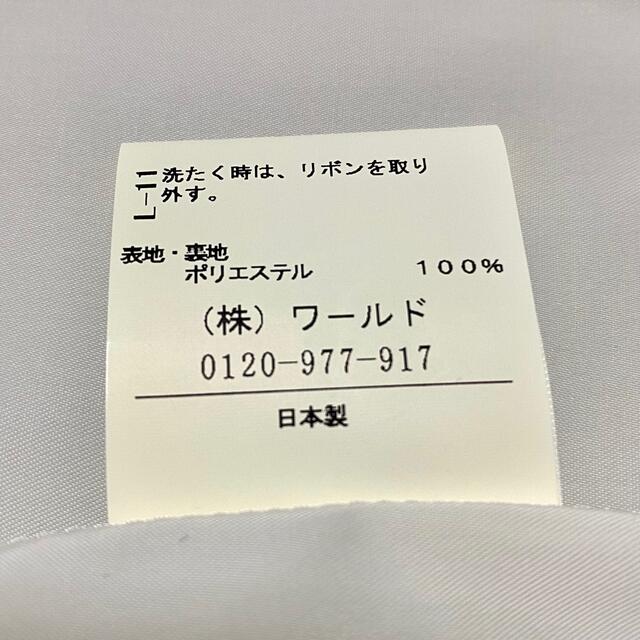 L-11
洗たく時は、リボンを取り
外す。
表地・裏地
ポリエステル 100%
(株)ワールド
0120-977-917
日本製